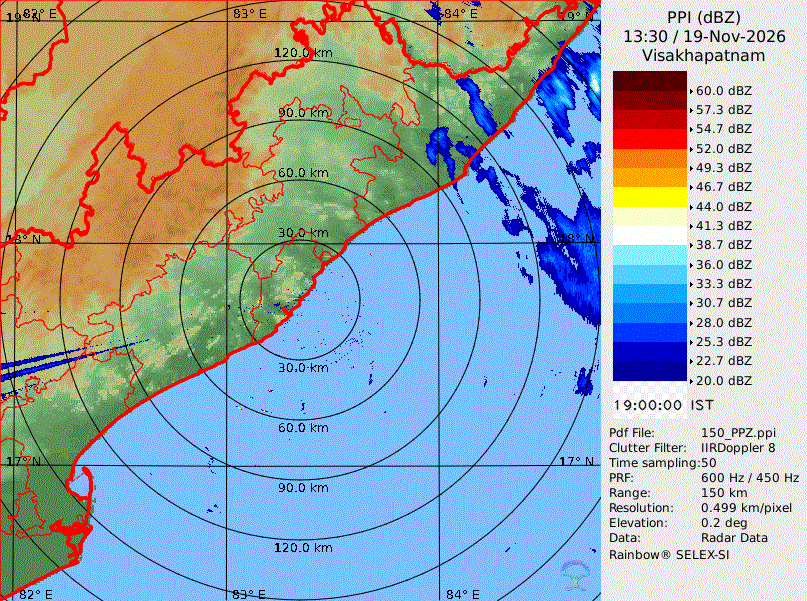 82° E
83° E
84° E
19° N
19° N
120.0 km
90.0 km
60.0 km
30.0 km
18° N
18° N
30.0 km
60.0 km
17° N
17° N
90.0 km
120.0 km
82° E
83° E
84° E
PPI (dBZ)
13:30 / 19-Nov-2026
Visakhapatnam
60.0 dBZ
57.3 dBZ
54.7 dBZ
52.0 dBZ
49.3 dBZ
46.7 dBZ
44.0 dBZ
41.3 dBZ
38.7 dBZ
36.0 dBZ
33.3 dBZ
30.7 dBZ
28.0 dBZ
25.3 dBZ
22.7 dBZ
20.0 dBZ
19:00:00 IST
Pdf File: 150_PPZ.ppi
Clutter Filter: IIRDoppler 8
Time sampling:50
PRF: 600 Hz / 450 Hz
Range: 150 km
Resolution: 0.499 km/pixel
Elevation: 0.2 deg
Data: Radar Data
Rainbow® SELEX-SI